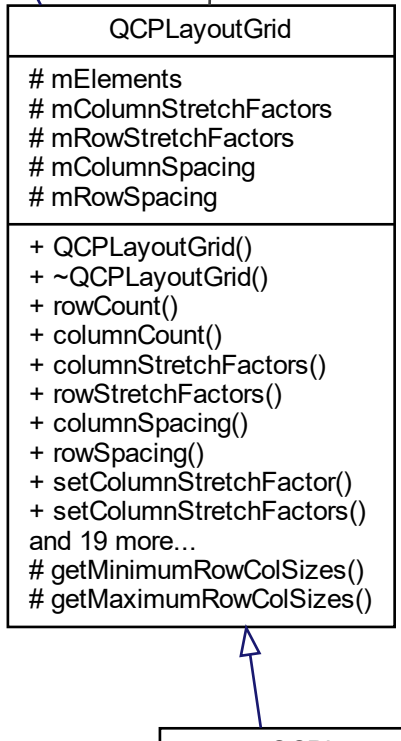 QCPLayoutGrid
# mElements
# mColumnStretchFactors
# mRowStretchFactors
# mColumnSpacing
# mRowSpacing
+ QCPLayoutGrid()
+ ~QCPLayoutGrid()
+ rowCount()
+ columnCount()
+ columnStretchFactors()
+ rowStretchFactors()
+ columnSpacing()
+ rowSpacing()
+ setColumnStretchFactor()
+ setColumnStretchFactors()
and 19 more...
# getMinimumRowColSizes()
# getMaximumRowColSizes()